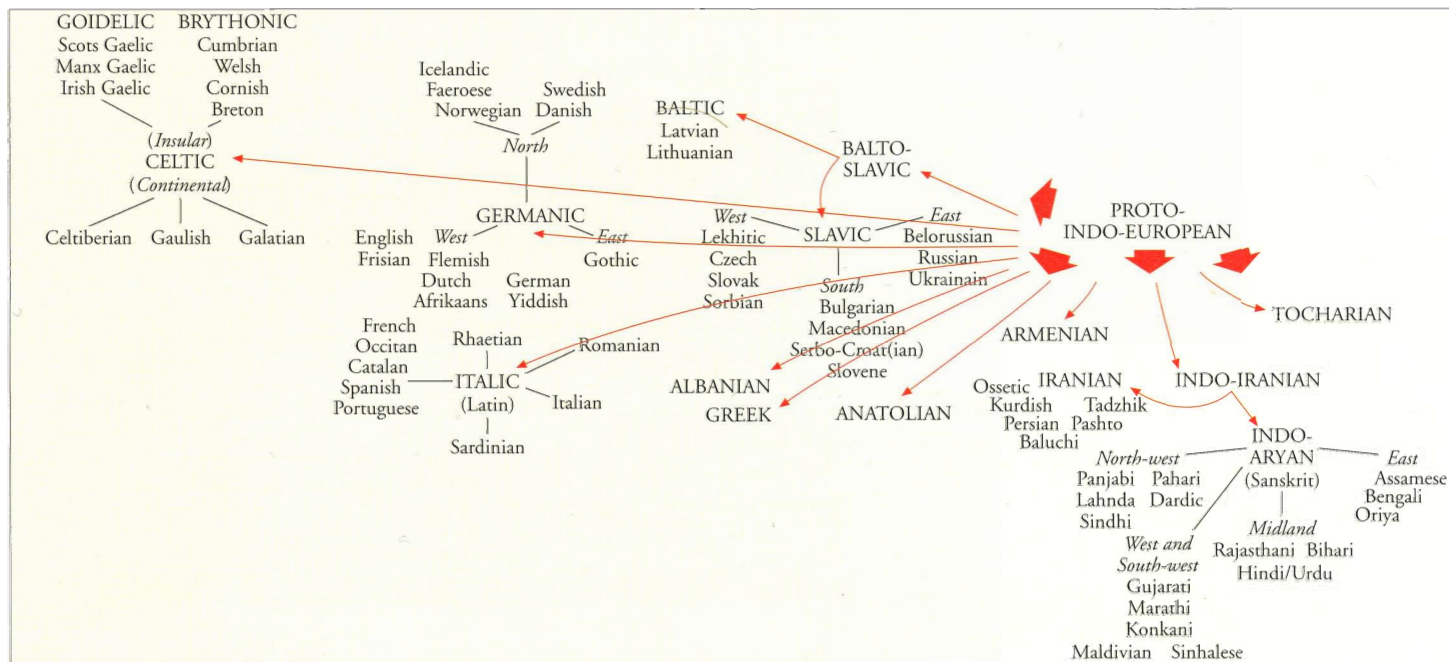 GOIDELIC
Scots Gaelic
Manx Gaelic
Irish Gaelic
BRYTHONIC
Cumbrian
Welsh
Cornish
Breton
(Insular)
CELTIC
(Continental)
Celtiberian
Gaulish
Galatian
Icelandic
Faeroese
Norwegian
Swedish
Danish
North
GERMANIC
West
English
Frisian
Flemish
Dutch
Afrikaans
German
Yiddish
East
Gothic
French
Occitan
Catalan
Spanish
Portuguese
Rhaetian
Romanian
ITALIC
(Latin)
Italian
Sardinian
BALTIC
Latvian
Lithuanian
BALTO-
SLAVIC
SLAVIC
West
Lekhitic
Czech
Slovak
Sorbian
East
Belorussian
Russian
Ukrainain
South
Bulgarian
Macedonian
Serbo-Croat(ian)
Slovene
PROTO-
INDO-EUROPEAN
ALBANIAN
GREEK
ANATOLIAN
ARMENIAN
TOCHARIAN
INDO-IRANIAN
IRANIAN
Ossetic
Kurdish
Tadzhik
Persian
Pashto
Baluchi
INDO-
ARYAN
(Sanskrit)
North-west
Panjabi
Pahari
Lahnda
Dardic
Sindhi
East
Assamese
Bengali
Oriya
Midland
Rajasthani
Bihari
Hindi/Urdu
West and
South-west
Gujarati
Marathi
Konkani
Maldivian
Sinhalese